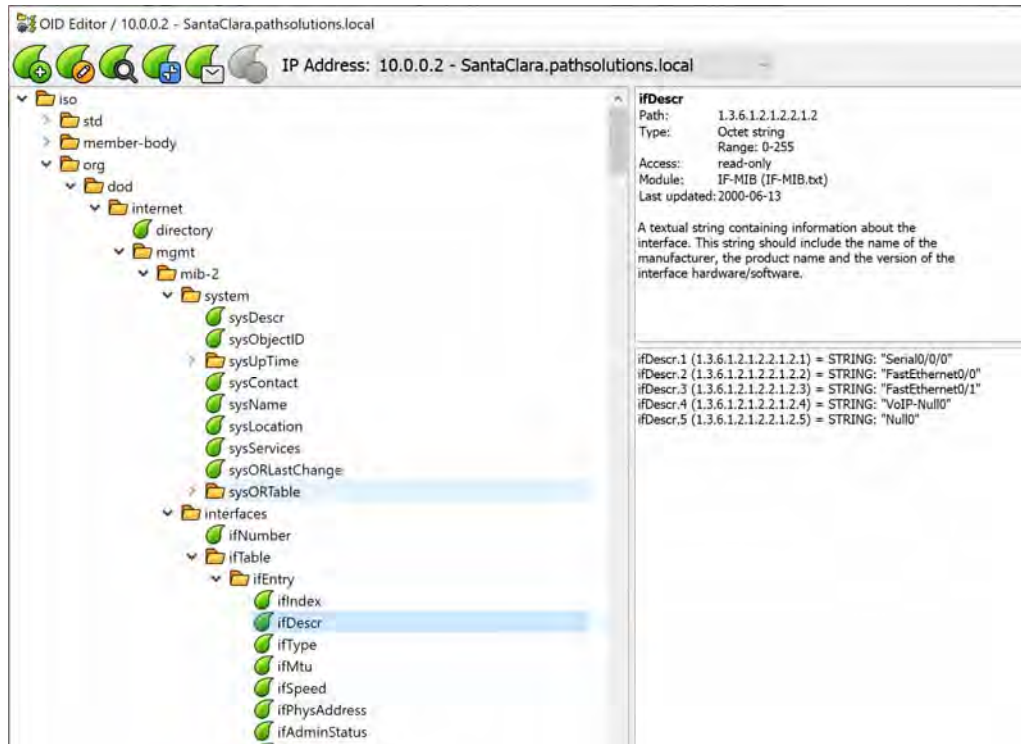 OID Editor / 10.0.0.2 - SantaClara.pathsolutions.local
IP Address: 10.0.0.2 - SantaClara.pathsolutions.local
iso
std
member-body
org
dod
internet
directory
mgmt
mib-2
system
sysDescr
sysObjectID
sysUpTime
sysContact
sysName
sysLocation
sysServices
sysORLastChange
sysORTable
interfaces
ifNumber
ifTable
ifEntry
ifIndex
ifDescr
ifType
ifMtu
ifSpeed
ifPhysAddress
ifAdminStatus
ifDescr
Path: 1.3.6.1.2.1.2.2.1.2
Type: Octet string
Range: 0-255
Access: read-only
Module: IF-MIB (IF-MIB.txt)
Last updated: 2000-06-13
A textual string containing information about the
interface. This string should include the name of the
manufacturer, the product name and the version of the
interface hardware/software.
ifDescr.1 (1.3.6.1.2.1.2.2.1.2.1) = STRING: "Serial0/0/0"
ifDescr.2 (1.3.6.1.2.1.2.2.1.2.2) = STRING: "FastEthernet0/0"
ifDescr.3 (1.3.6.1.2.1.2.2.1.2.3) = STRING: "FastEthernet0/1"
ifDescr.4 (1.3.6.1.2.1.2.2.1.2.4) = STRING: "VoIP-Null0"
ifDescr.5 (1.3.6.1.2.1.2.2.1.2.5) = STRING: "Null0"